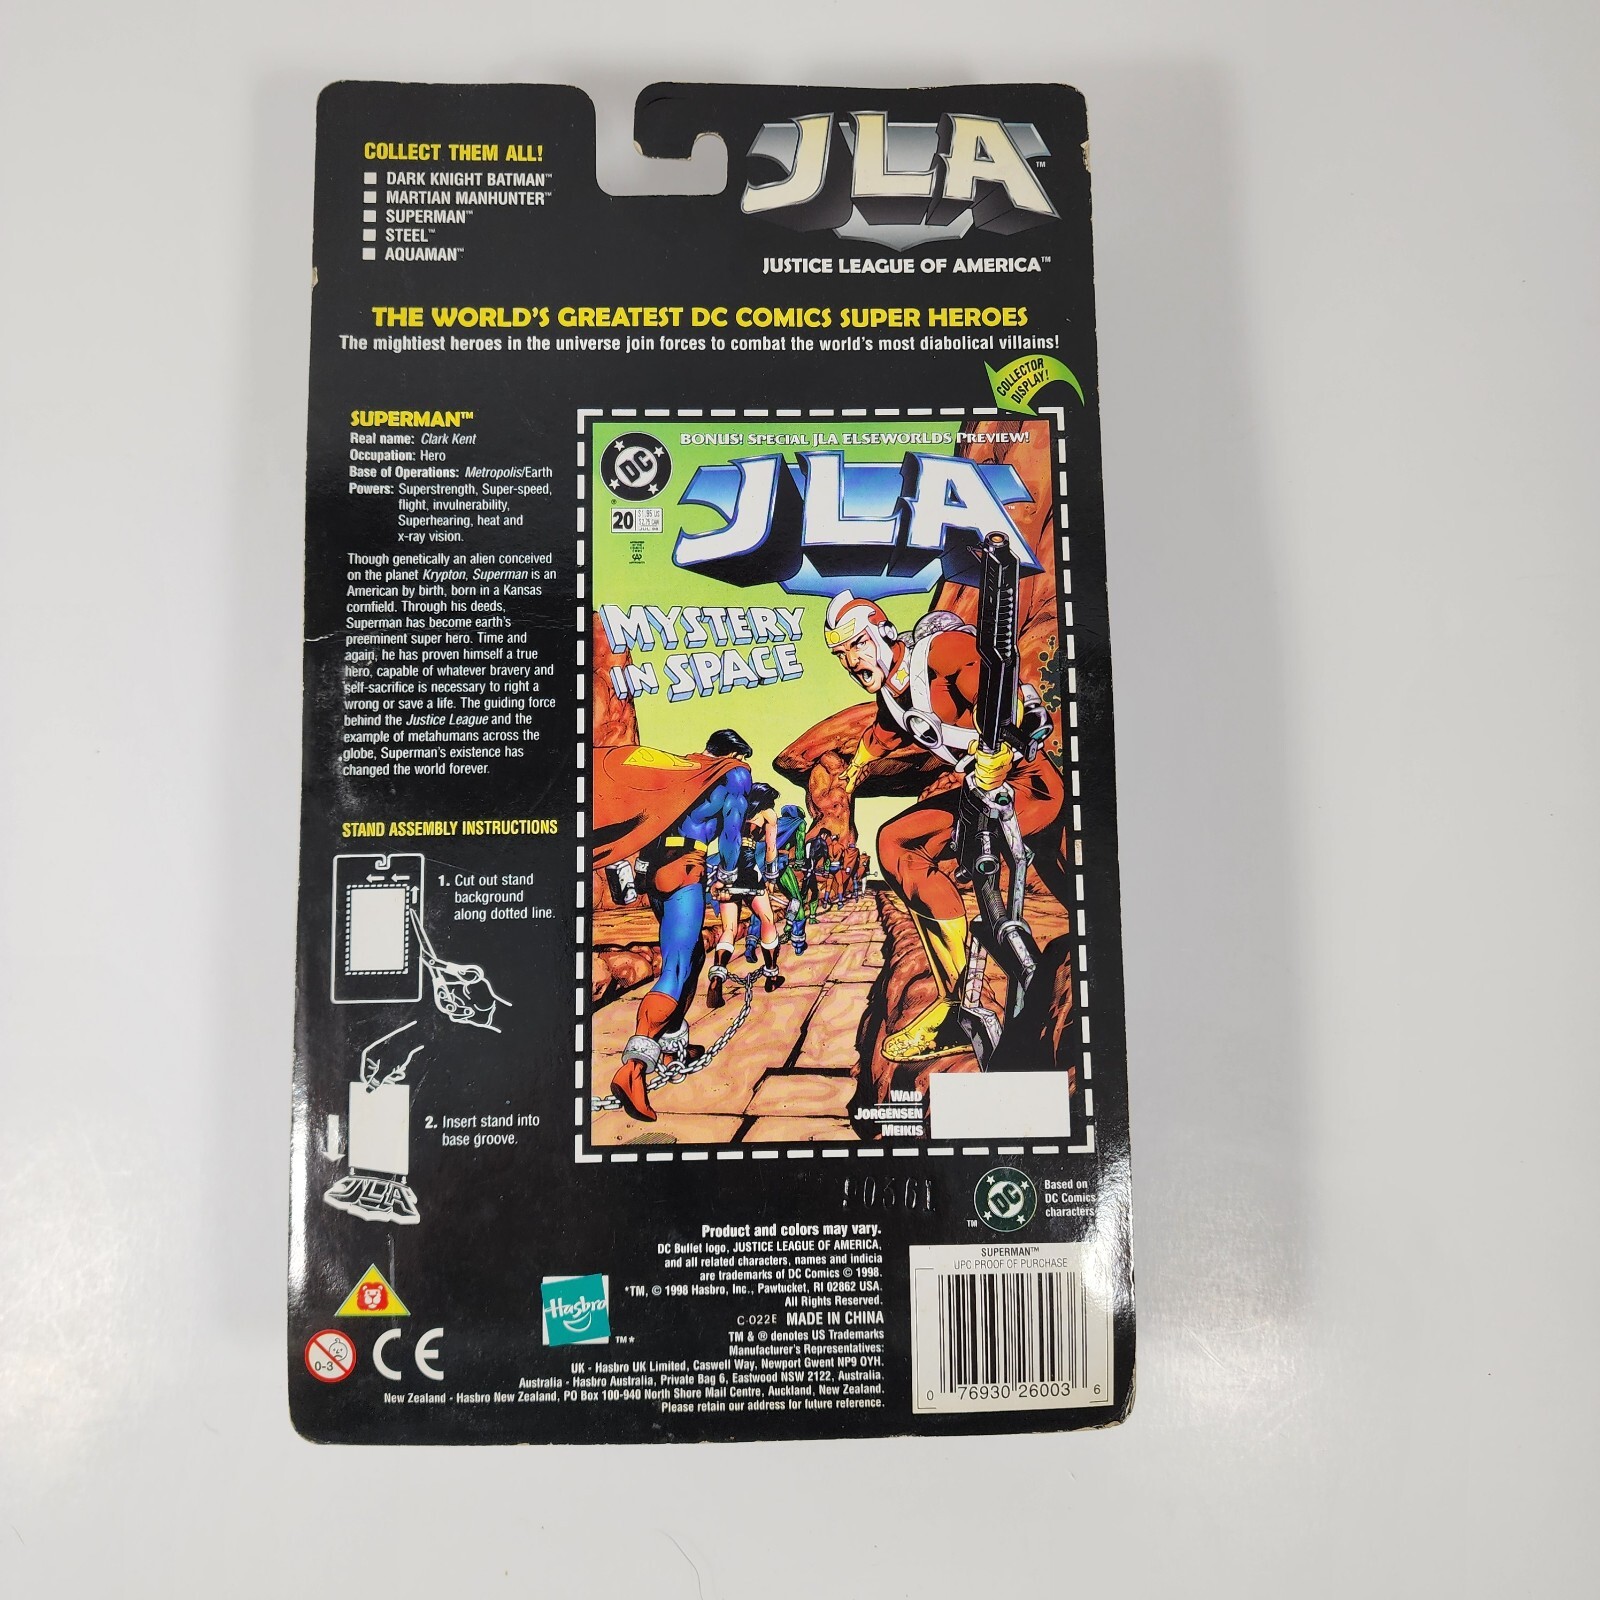 COLLECT THEM ALL!
DARK KNIGHT BATMAN™
MARTIAN MANHUNTER™
SUPERMAN™
STEEL™
AQUAMAN™
JLA™
JUSTICE LEAGUE OF AMERICA™
THE WORLD'S GREATEST DC COMICS SUPER HEROES
The mightiest heroes in the universe join forces to combat the world's most diabolical villains!
COLLECTOR
DISPLAY!
SUPERMAN™
Real name: Clark Kent
Occupation: Hero
Base of Operations: Metropolis/Earth
Powers: Superstrength, Super-speed,
flight, invulnerability,
Superhearing, heat and
x-ray vision.
Though genetically an alien conceived
on the planet Krypton, Superman is an
American by birth, born in a Kansas
cornfield. Through his deeds,
Superman has become earth's
preeminent super hero. Time and
again, he has proven himself a true
hero, capable of whatever bravery and
self-sacrifice is necessary to right a
wrong or save a life. The guiding force
behind the Justice League and the
example of metahumans across the
globe, Superman's existence has
changed the world forever.
STAND ASSEMBLY INSTRUCTIONS
1. Cut out stand
background
along dotted line.
2. Insert stand into
base groove.
JLA
BONUS! SPECIAL JLA ELSEWORLDS PREVIEW!
DC
JLA™
20
$1.95 US
$2.75 CAN
MYSTERY
IN SPACE
WAID
JORGENSEN
MEIKIS
90361
DC
TM
Based on
DC Comics
characters
Product and colors may vary.
DC Bullet logo, JUSTICE LEAGUE OF AMERICA,
and all related characters, names and indicia
are trademarks of DC Comics © 1998.
*TM, © 1998 Hasbro, Inc., Pawtucket, RI 02862 USA.
All Rights Reserved.
C-022E MADE IN CHINA
TM & ® denotes US Trademarks
Manufacturer's Representatives:
UK - Hasbro UK Limited, Caswell Way, Newport Gwent NP9 OYH.
Australia - Hasbro Australia, Private Bag 6, Eastwood NSW 2122, Australia.
New Zealand - Hasbro New Zealand, PO Box 100-940 North Shore Mail Centre, Auckland, New Zealand.
Please retain our address for future reference.
Hasbro
TM*
0-3
CE
SUPERMAN™
UPC PROOF OF PURCHASE
0 76930 26003 6